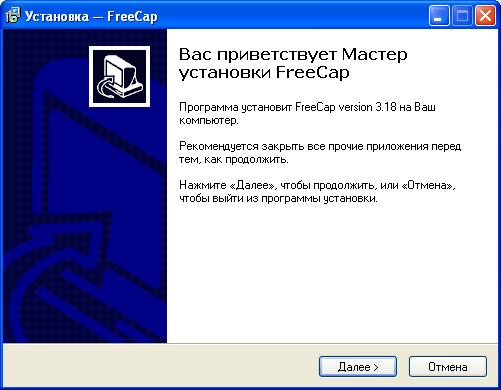 Установка — FreeCap
Вас приветствует Мастер
установки FreeCap
Программа установит FreeCap version 3.18 на Ваш
компьютер.
Рекомендуется закрыть все прочие приложения перед
тем, как продолжить.
Нажмите «Далее», чтобы продолжить, или «Отмена»,
чтобы выйти из программы установки.
Далее >
Отмена